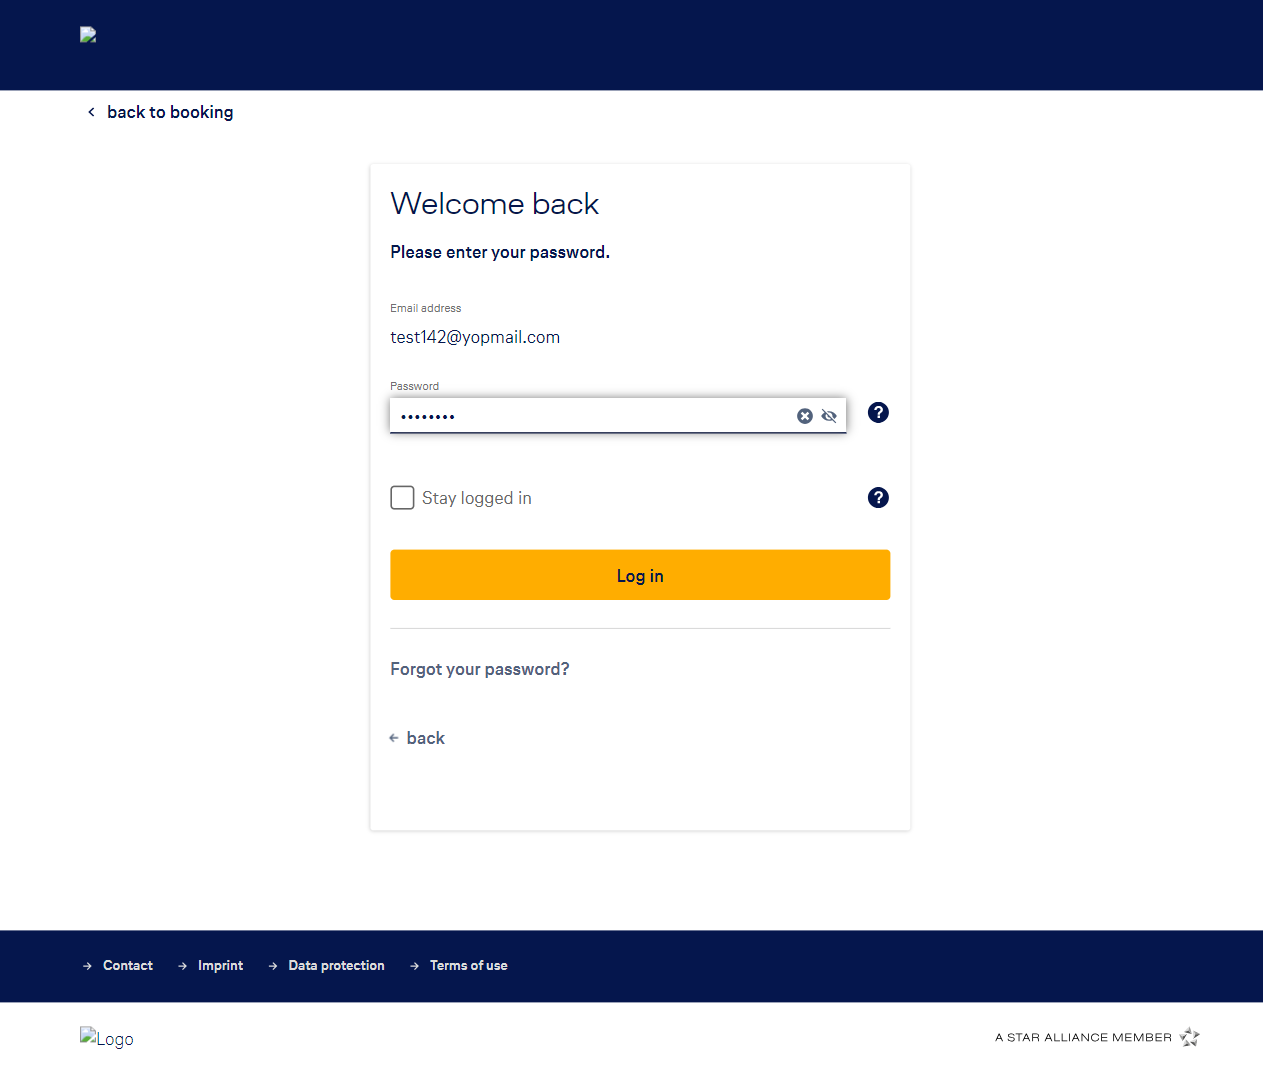 back to booking
Welcome back
Please enter your password.
Email address
test142@yopmail.com
Password
••••••••
Stay logged in
Log in
Forgot your password?
back
Contact Imprint Data protection Terms of use
Logo
A STAR ALLIANCE MEMBER